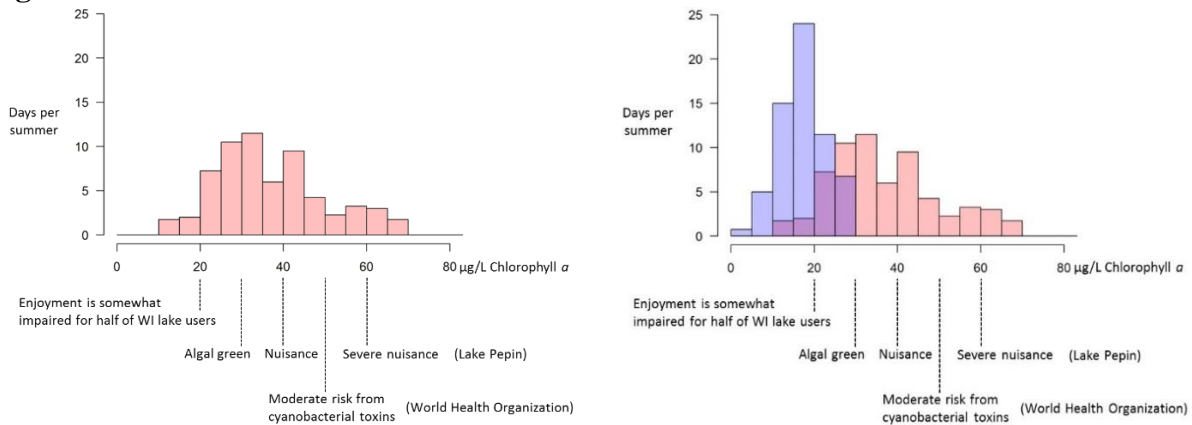 25
20
15
10
5
0
Days per
summer
0 20 40 60 80 µg/L Chlorophyll a
Enjoyment is somewhat
impaired for half of WI lake users
Algal green Nuisance Severe nuisance (Lake Pepin)
Moderate risk from
cyanobacterial toxins (World Health Organization)
25
20
15
10
5
0
Days per
summer
0 20 40 60 80 µg/L Chlorophyll a
Enjoyment is somewhat
impaired for half of WI lake users
Algal green Nuisance Severe nuisance (Lake Pepin)
Moderate risk from
cyanobacterial toxins (World Health Organization)